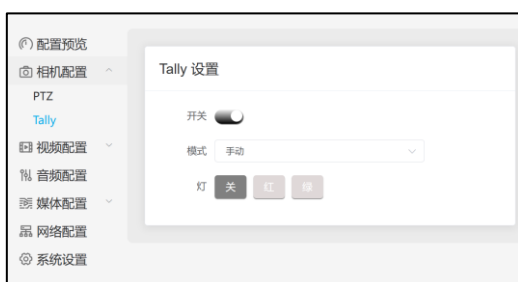 配置预览
相机配置
PTZ
Tally
视频配置
音频配置
媒体配置
网络配置
系统设置
Tally 设置
开关
模式 手动
灯 关 红 绿